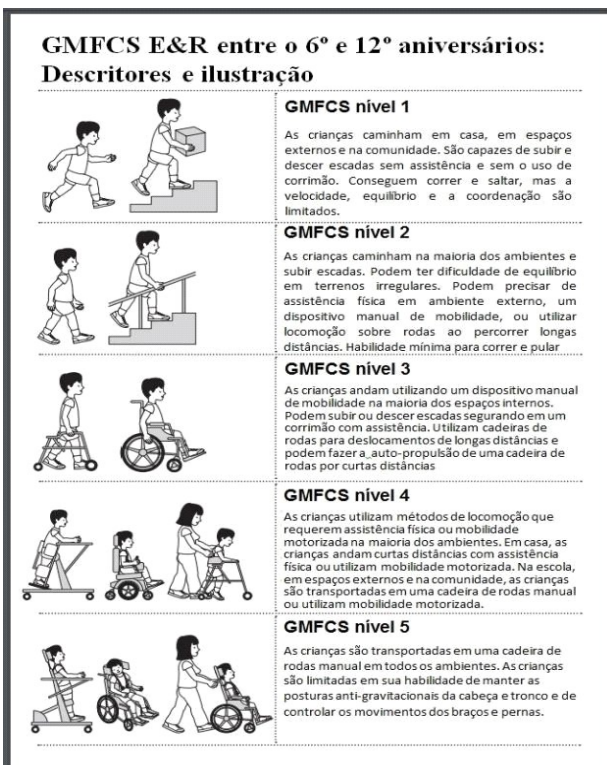 GMFCS E&R entre o 6º e 12º aniversários:
Descritores e ilustração
GMFCS nível 1
As crianças caminham em casa, em espaços
externos e na comunidade. São capazes de subir e
descer escadas sem assistência e sem o uso de
corrimão. Conseguem correr e saltar, mas a
velocidade, equilíbrio e a coordenação são
limitados.
GMFCS nível 2
As crianças caminham na maioria dos ambientes e
subir escadas. Podem ter dificuldade de equilíbrio
em terrenos irregulares. Podem precisar de
assistência física em ambiente externo, um
dispositivo manual de mobilidade, ou utilizar
locomoção sobre rodas ao percorrer longas
distâncias. Habilidade mínima para correr e pular
GMFCS nível 3
As crianças andam utilizando um dispositivo manual
de mobilidade na maioria dos espaços internos.
Podem subir ou descer escadas segurando em um
corrimão com assistência. Utilizam cadeiras de
rodas para deslocamentos de longas distâncias e
podem fazer a_auto-propulsão de uma cadeira de
rodas por curtas distâncias
GMFCS nível 4
As crianças utilizam métodos de locomoção que
requerem assistência física ou mobilidade
motorizada na maioria dos ambientes. Em casa, as
crianças andam curtas distâncias com assistência
física ou utilizam mobilidade motorizada. Na escola,
em espaços externos e na comunidade, as crianças
são transportadas em uma cadeira de rodas manual
ou utilizam mobilidade motorizada.
GMFCS nível 5
As crianças são transportadas em uma cadeira de
rodas manual em todos os ambientes. As crianças
são limitadas em sua habilidade de manter as
posturas anti-gravitacionais da cabeça e tronco e de
controlar os movimentos dos braços e pernas.